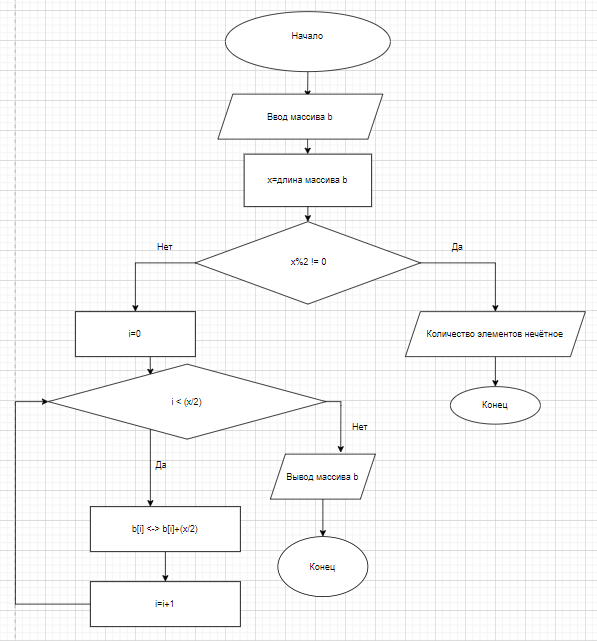 Начало
Ввод массива b
x=длина массива b
x%2 != 0
Нет
Да
i=0
Количество элементов нечётное
i < (x/2)
Конец
Нет
Да
Вывод массива b
b[i] <-> b[i]+(x/2)
Конец
i=i+1